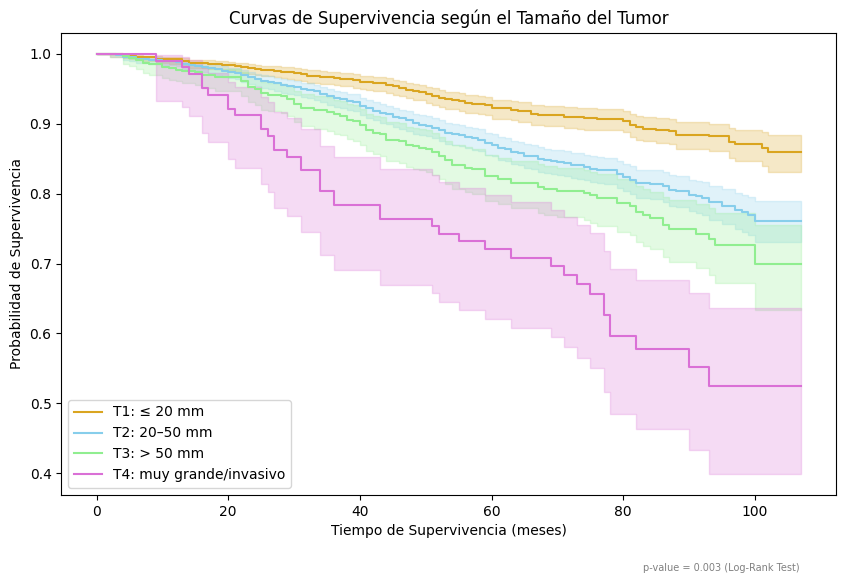 Curvas de Supervivencia según el Tamaño del Tumor
Probabilidad de Supervivencia
1.0
0.9
0.8
0.7
0.6
0.5
0.4
T1: ≤ 20 mm
T2: 20–50 mm
T3: > 50 mm
T4: muy grande/invasivo
0 20 40 60 80 100
Tiempo de Supervivencia (meses)
p-value = 0.003 (Log-Rank Test)